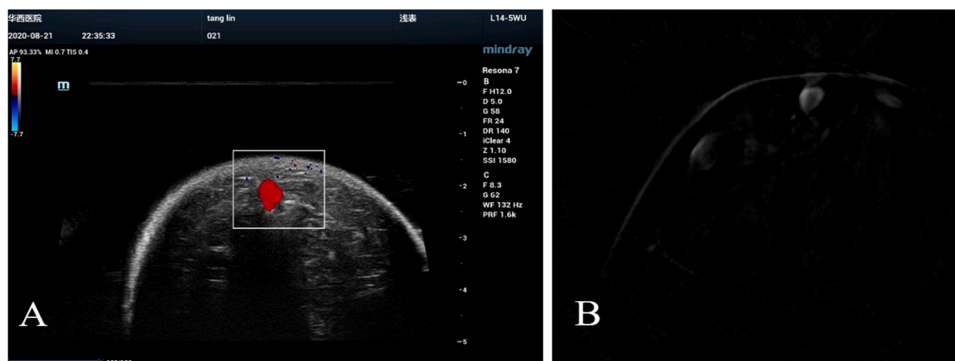 华西医院 tang lin 浅表 L14-5WU
2020-08-21 22:35:33 021
AP 93.33% MI 0.7 TIS 0.4
mindray
7.7
-7.7
m
Resona 7
B
F H12.0
D 5.0
G 58
FR 24
DR 140
iClear 4
Z 1.10
SSI 1580
C
F 8.3
G 62
WF 132 Hz
PRF 1.6k
0
1
2
3
4
5
A
B